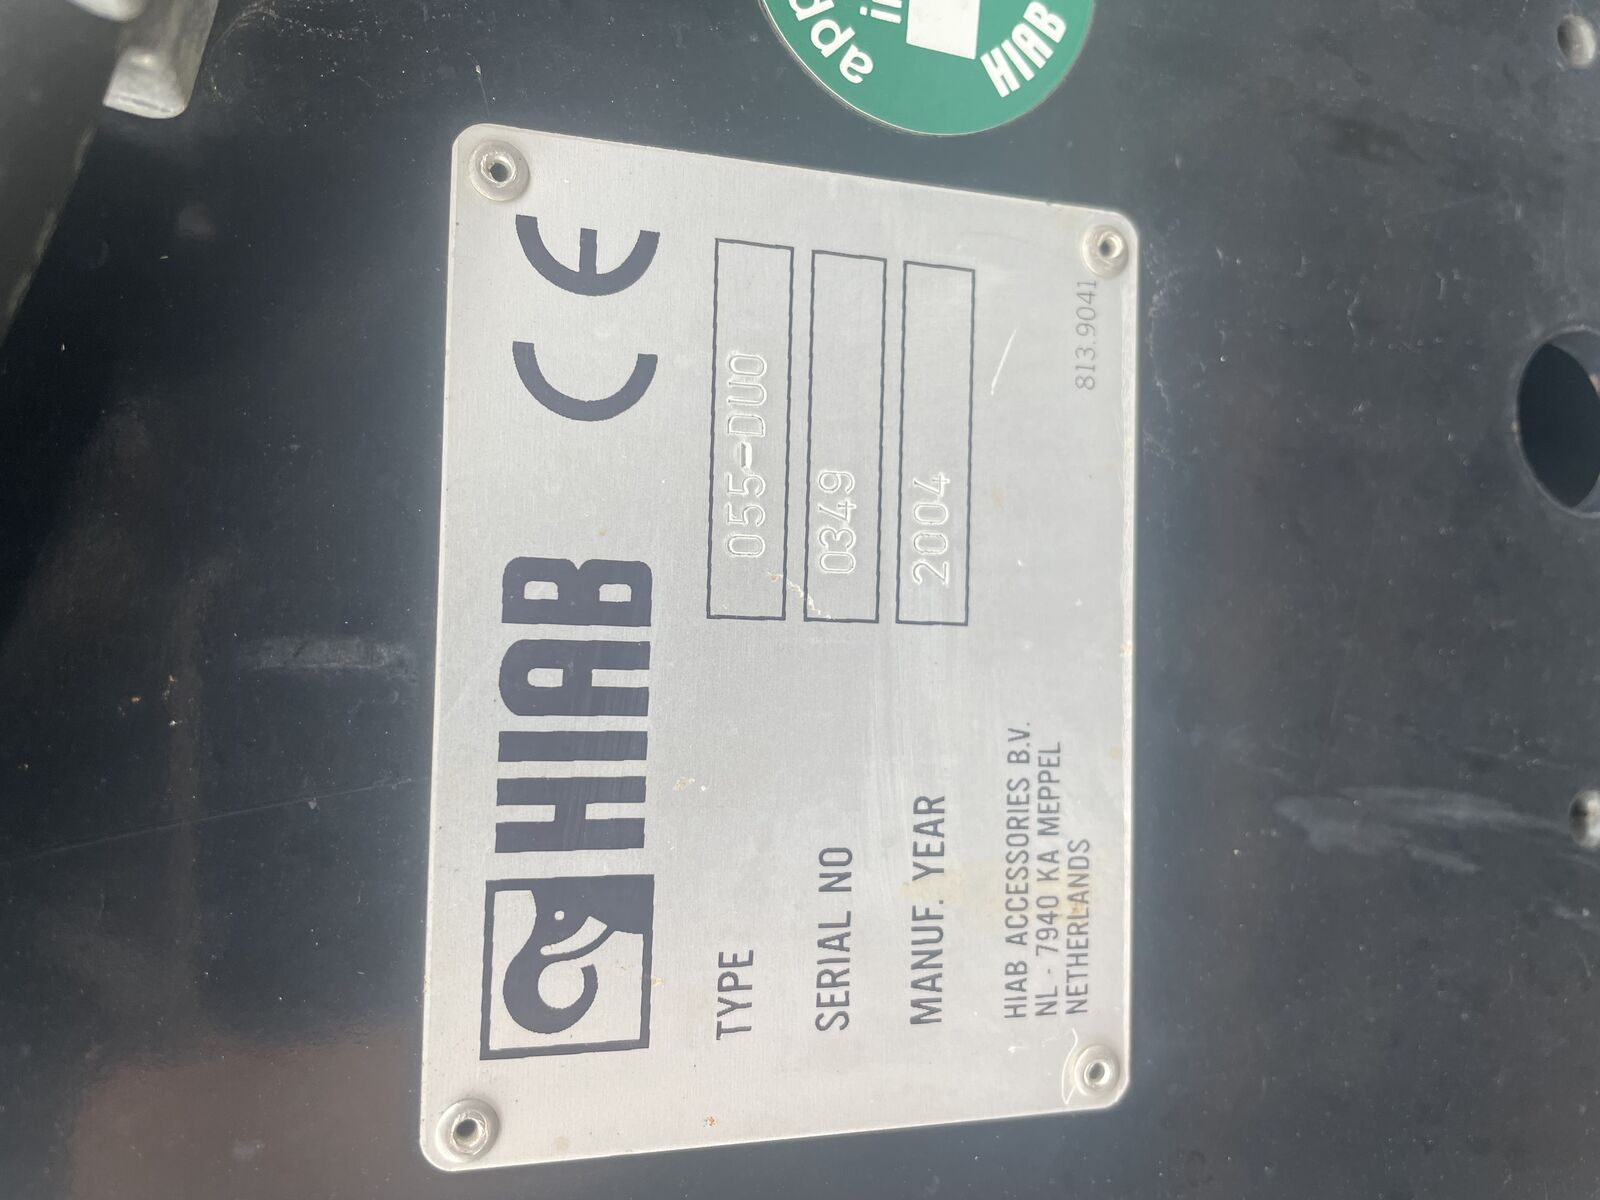 HIAB CE
TYPE 055-DUO
SERIAL NO 0349
MANUF. YEAR 2004
HIAB ACCESSORIES B.V.
NL - 7940 KA MEPPEL
NETHERLANDS
813.9041
HIAB